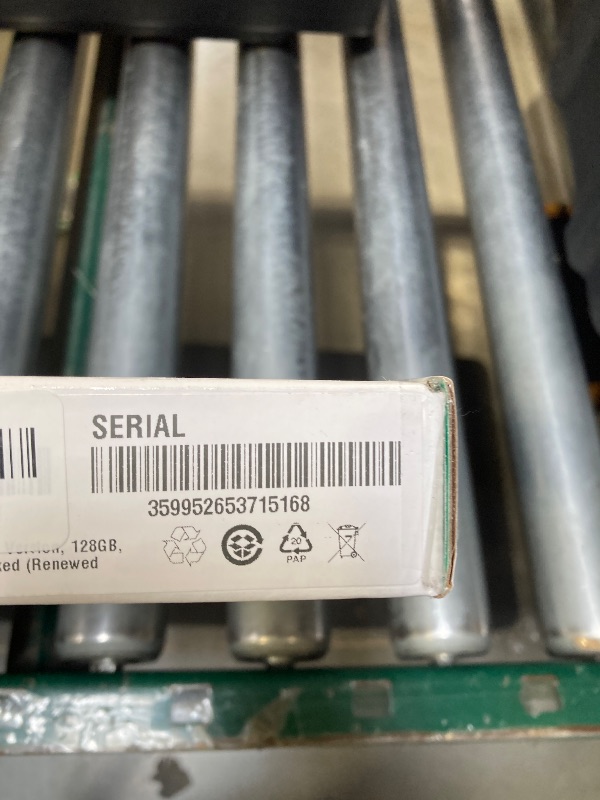 SERIAL
359952653715168
128GB,
(Renewed
20
PAP